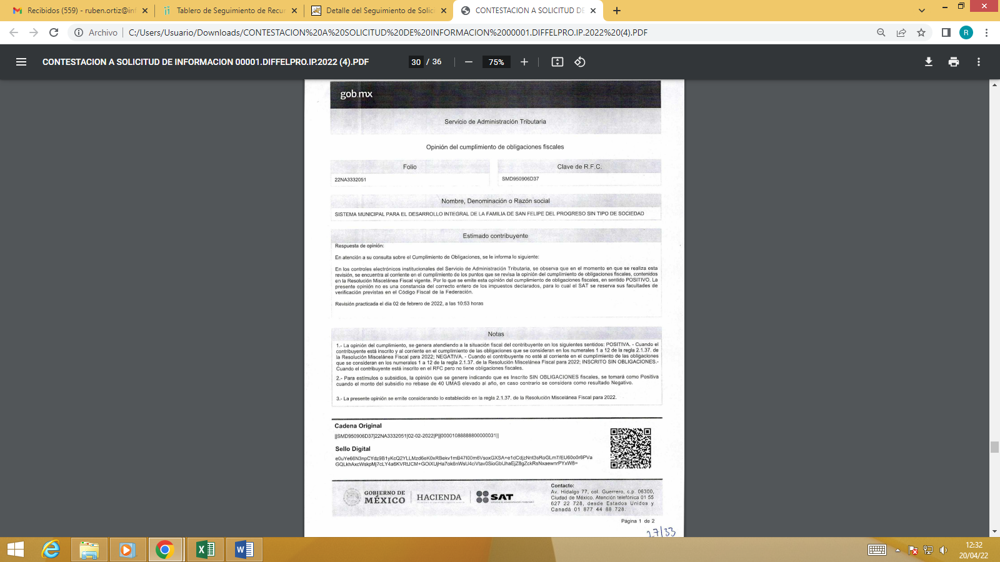 Recibidos (559) - ruben.ortiz@inf
Tablero de Seguimiento de Recur
Detalle del Seguimiento de Solici
CONTESTACION A SOLICITUD DE
Archivo
C:/Users/Usuario/Downloads/CONTESTACION%20A%20SOLICITUD%20DE%20INFORMACION%2000001.DIFFELPRO.IP.2022%20(4).PDF
R
CONTESTACION A SOLICITUD DE INFORMACION 00001.DIFFELPRO.IP.2022 (4).PDF
30 / 36
75%
gob mx
Servicio de Administración Tributaria
Opinión del cumplimiento de obligaciones fiscales
Folio
Clave de R.F.C.
22NA3332051
SMD950906D37
Nombre, Denominación o Razón social
SISTEMA MUNICIPAL PARA EL DESARROLLO INTEGRAL DE LA FAMILIA DE SAN FELIPE DEL PROGRESO SIN TIPO DE SOCIEDAD
Estimado contribuyente
Respuesta de opinión:
En atención a su consulta sobre el Cumplimiento de Obligaciones, se le informa lo siguiente:
En los controles electrónicos institucionales del Servicio de Administración Tributaria, se observa que en el momento en que se realiza esta
revisión, se encuentra al corriente en el cumplimiento de los puntos que se revisa la opinión del cumplimiento de obligaciones fiscales, contenidos
en la Resolución Miscelánea Fiscal vigente. Por lo que se emite esta opinión del cumplimiento de obligaciones fiscales, en sentido POSITIVO. La
presente opinión no es una constancia del correcto entero de los impuestos declarados, para lo cual el SAT se reserva sus facultades de
verificación previstas en el Código Fiscal de la Federación.
Revisión practicada el día 02 de febrero de 2022, a las 10:53 horas
Notas
1.- La opinión del cumplimiento, se genera atendiendo a la situación fiscal del contribuyente en los siguientes sentidos: POSITIVA. - Cuando el
contribuyente está inscrito y al corriente en el cumplimiento de las obligaciones que se consideran en los numerales 1 a 12 de la regla 2.1.37. de
la Resolución Miscelánea Fiscal para 2022; NEGATIVA. - Cuando el contribuyente no esté al corriente en el cumplimiento de las obligaciones
que se consideran en los numerales 1 a 12 de la regla 2.1.37. de la Resolución Miscelánea Fiscal para 2022; INSCRITO SIN OBLIGACIONES.-
Cuando el contribuyente está inscrito en el RFC pero no tiene obligaciones fiscales.
2.- Para estímulos o subsidios, la opinión que se genere indicando que es Inscrito SIN OBLIGACIONES fiscales, se tomará como Positiva
cuando el monto del subsidio no rebase de 40 UMAS elevado al año, en caso contrario se considera como resultado Negativo.
3.- La presente opinión se emite considerando lo establecido en la regla 2.1.37. de la Resolución Miscelánea Fiscal para 2022.
Cadena Original
||SMD950906D37|22NA3332051|02-02-2022|P||00001088888800000031||
Sello Digital
e0uYe66N3npCYdz9B1yKcQ2YLLMzd6eK0xRBekv1mB47I00m6VsoxGXSA+e1dCdjzNnt3sRoGLm7/EU60o0r8PVa
GQLkhAxcWskpMj7cLY4a6KVRtJCM+GOiXUjHa7ok6nWsU4ciVtav0SioGbUhaEjZ8gZckRsNxaewnrPYxW8=
GOBIERNO DE
MÉXICO
HACIENDA
SAT
Contacto:
Av. Hidalgo 77, col. Guerrero, c.p. 06300,
Ciudad de México. Atención telefónica 01 55
627 22 728, desde Estados Unidos y
Canadá 01 877 44 88 728.
Página 1 de 2
27/33
12:32
20/04/22